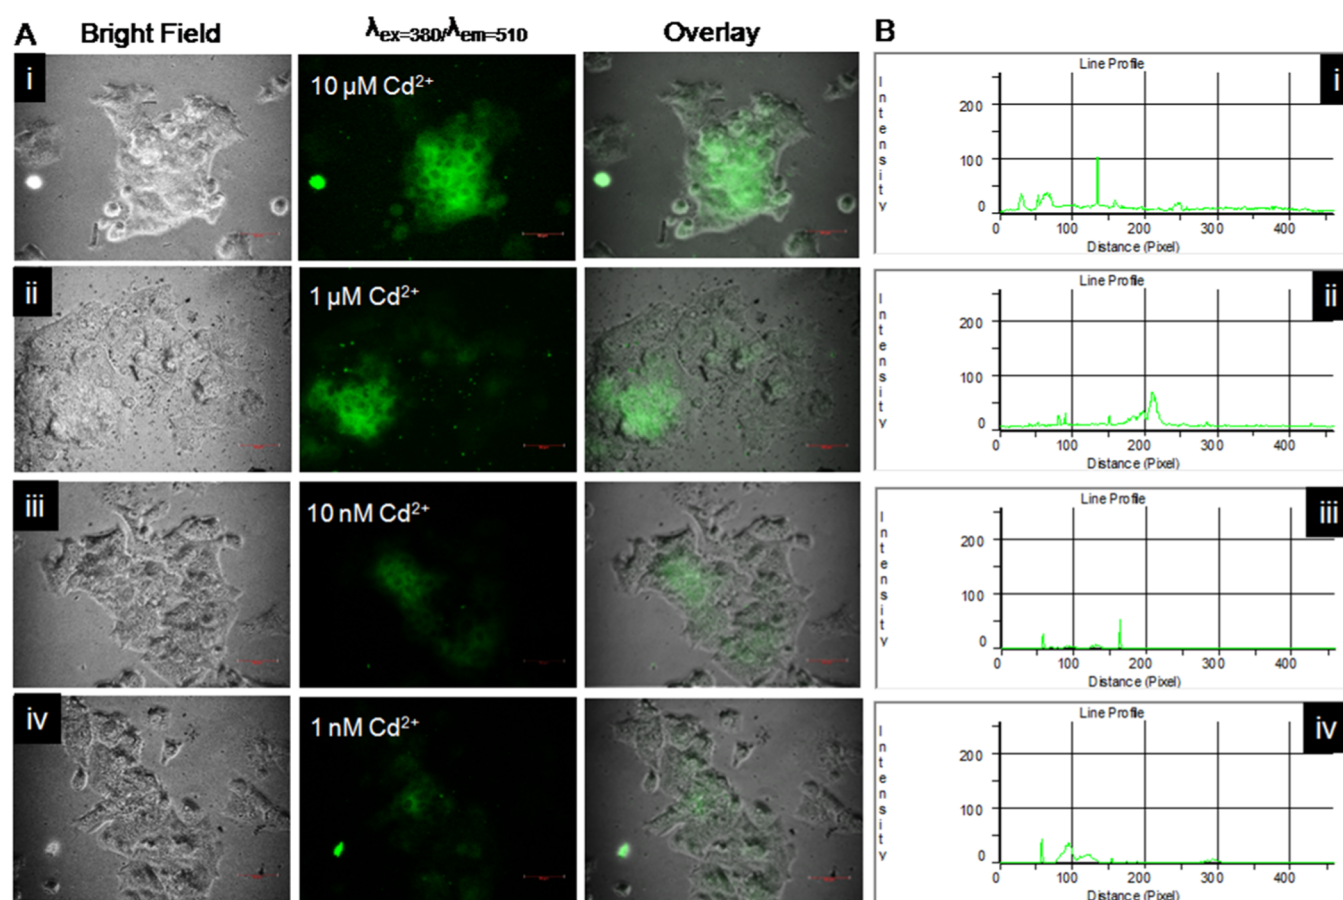 A Bright Field λex=380/λem=510 Overlay B
i
10 µM Cd²⁺
ii
1 µM Cd²⁺
iii
10 nM Cd²⁺
iv
1 nM Cd²⁺
Line Profile
i
Intensity
200
100
0
0 100 200 300 400
Distance (Pixel)
Line Profile
ii
Intensity
200
100
0
0 100 200 300 400
Distance (Pixel)
Line Profile
iii
Intensity
200
100
0
0 100 200 300 400
Distance (Pixel)
Line Profile
iv
Intensity
200
100
0
0 100 200 300 400
Distance (Pixel)